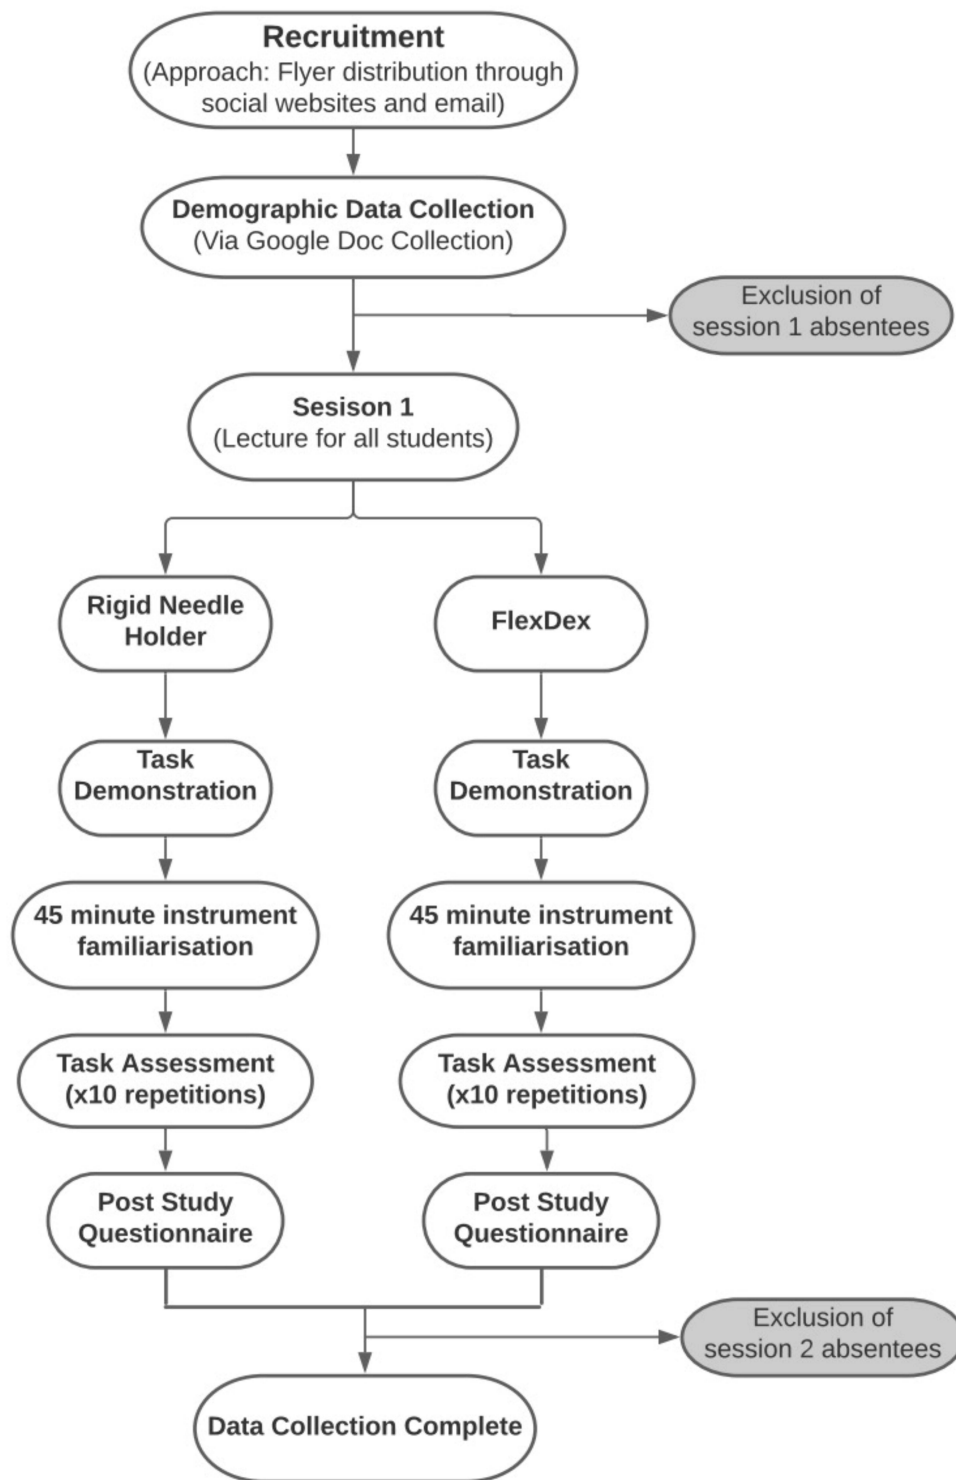 Recruitment
(Approach: Flyer distribution through
social websites and email)
Demographic Data Collection
(Via Google Doc Collection)
Exclusion of
session 1 absentees
Sesison 1
(Lecture for all students)
Rigid Needle
Holder
FlexDex
Task
Demonstration
Task
Demonstration
45 minute instrument
familiarisation
45 minute instrument
familiarisation
Task Assessment
(x10 repetitions)
Task Assessment
(x10 repetitions)
Post Study
Questionnaire
Post Study
Questionnaire
Exclusion of
session 2 absentees
Data Collection Complete